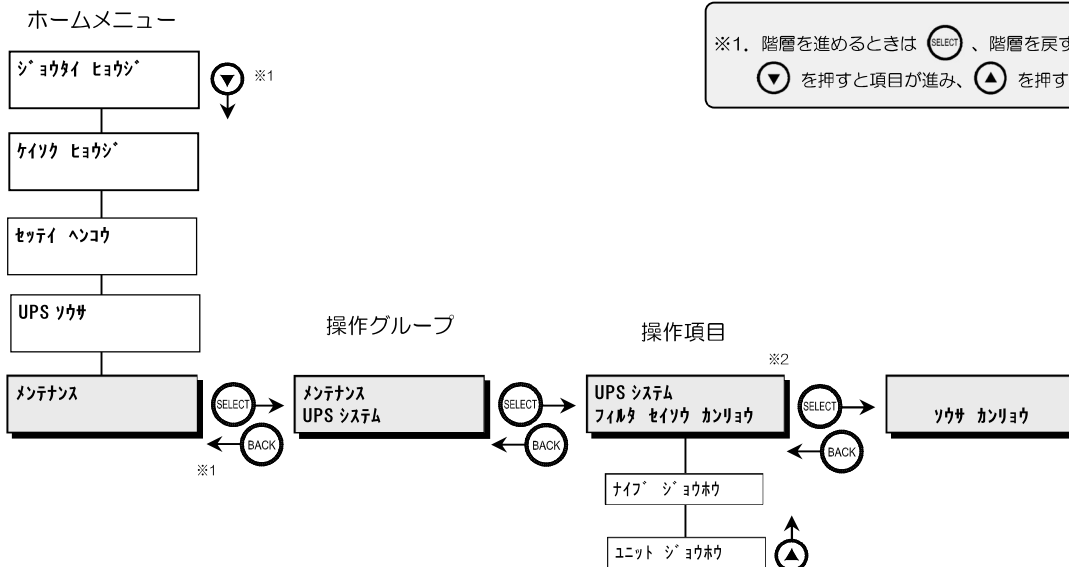 ホームメニュー
ｼﾞｮｳﾀｲ ﾋｮｳｼﾞ
※1
※1. 階層を進めるときは SELECT 、階層を戻す
▼ を押すと項目が進み、 ▲ を押す
ｹｲｿｸ ﾋｮｳｼﾞ
ｾｯﾃｲ ﾍﾝｺｳ
UPS ｿｳｻ
操作グループ
操作項目
※2
ﾒﾝﾃﾅﾝｽ
SELECT
BACK
※1
ﾒﾝﾃﾅﾝｽ
UPS ｼｽﾃﾑ
SELECT
BACK
UPS ｼｽﾃﾑ
ﾌｨﾙﾀ ｾｲｿｳ ｶﾝﾘｮｳ
SELECT
BACK
ｿｳｻ ｶﾝﾘｮｳ
ﾅｲﾌﾞ ｼﾞｮｳﾎｳ
ﾕﾆｯﾄ ｼﾞｮｳﾎｳ